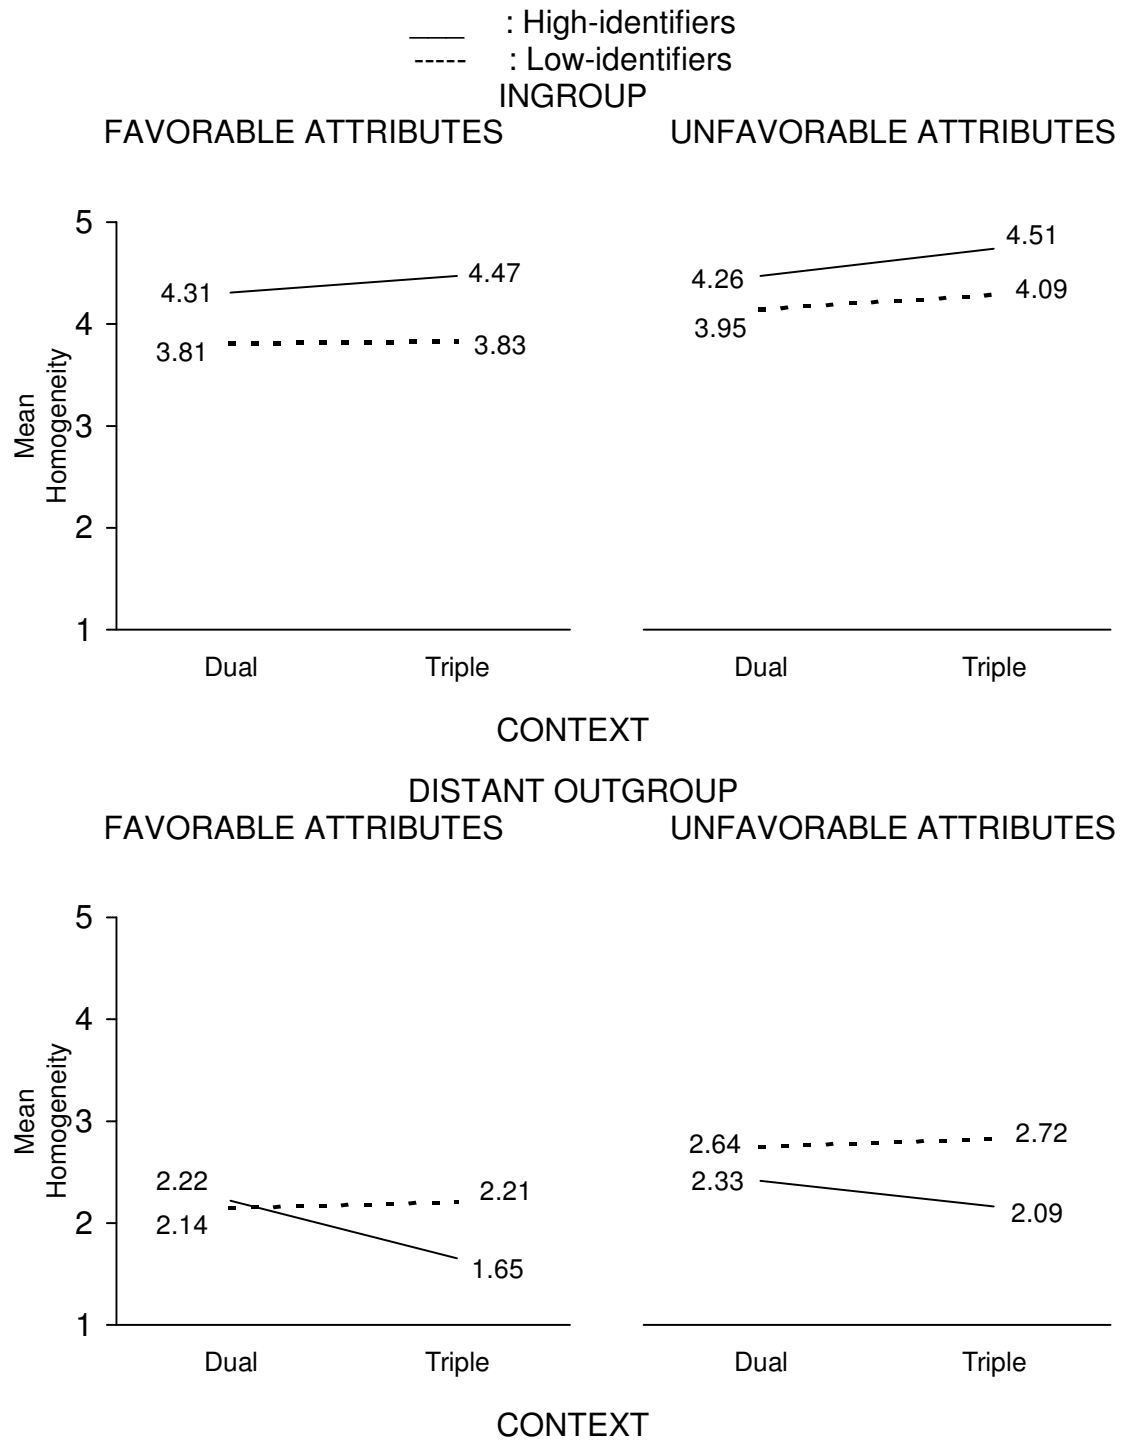 ___ : High-identifiers
----- : Low-identifiers
INGROUP
FAVORABLE ATTRIBUTES UNFAVORABLE ATTRIBUTES
5
4
3
2
1
Mean
Homogeneity
4.31
4.47
3.81
3.83
4.26
4.51
3.95
4.09
Dual Triple Dual Triple
CONTEXT
DISTANT OUTGROUP
FAVORABLE ATTRIBUTES UNFAVORABLE ATTRIBUTES
5
4
3
2
1
Mean
Homogeneity
2.22
2.14
2.21
1.65
2.64
2.72
2.33
2.09
Dual Triple Dual Triple
CONTEXT